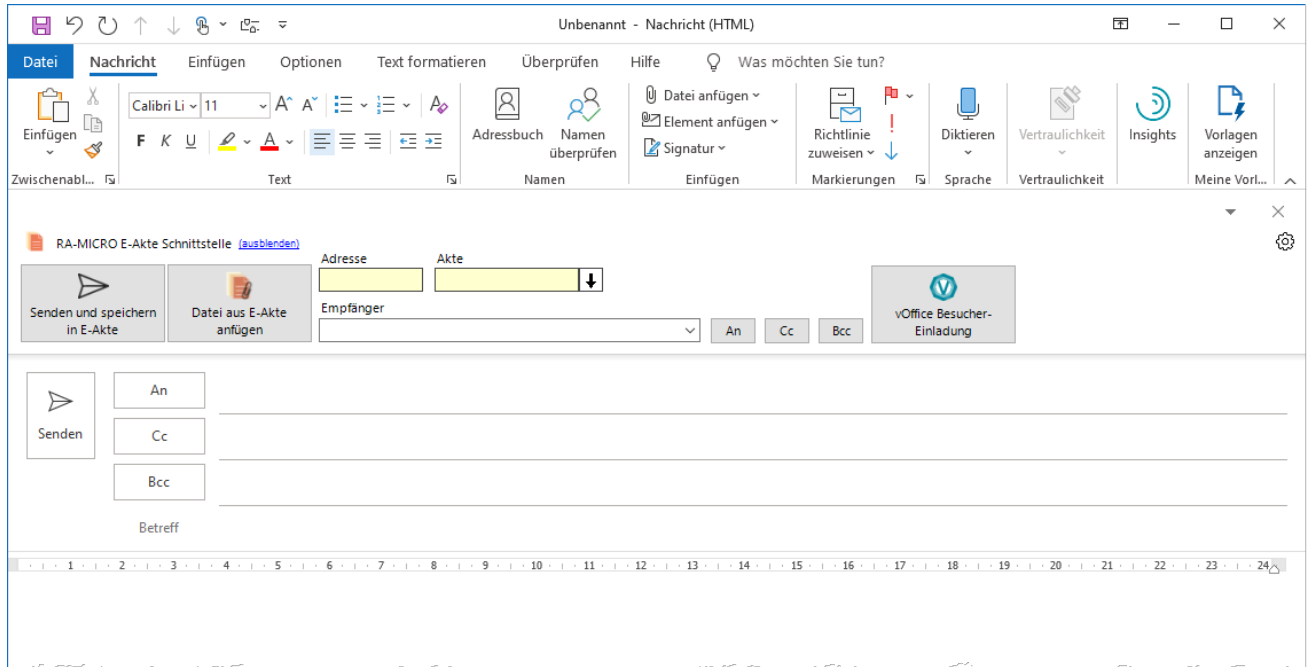 Unbenannt - Nachricht (HTML)
Datei Nachricht Einfügen Optionen Text formatieren Überprüfen Hilfe Was möchten Sie tun?
Einfügen
Calibri Li 11
F K U
Adressbuch
Namen
überprüfen
Datei anfügen
Element anfügen
Signatur
Richtlinie
zuweisen
Diktieren
Vertraulichkeit
Insights
Vorlagen
anzeigen
Zwischenabl... Text Namen Einfügen Markierungen Sprache Vertraulichkeit Meine Vorl...
RA-MICRO E-Akte Schnittstelle (ausblenden)
Senden und speichern
in E-Akte
Datei aus E-Akte
anfügen
Adresse Akte
Empfänger
An Cc Bcc
vOffice Besucher-
Einladung
Senden
An
Cc
Bcc
Betreff
1 2 3 4 5 6 7 8 9 10 11 12 13 14 15 16 17 18 19 20 21 22 23 24